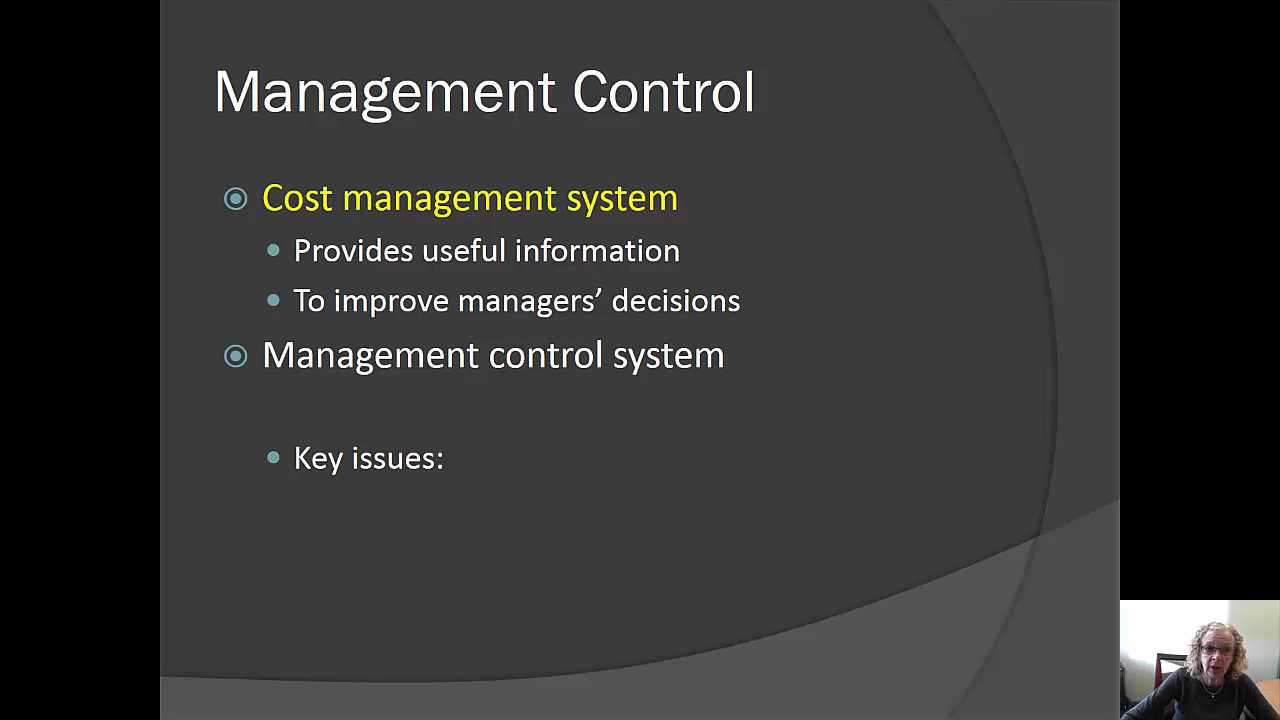 Management Control
Cost management system
Provides useful information
To improve managers’ decisions
Management control system
Key issues: